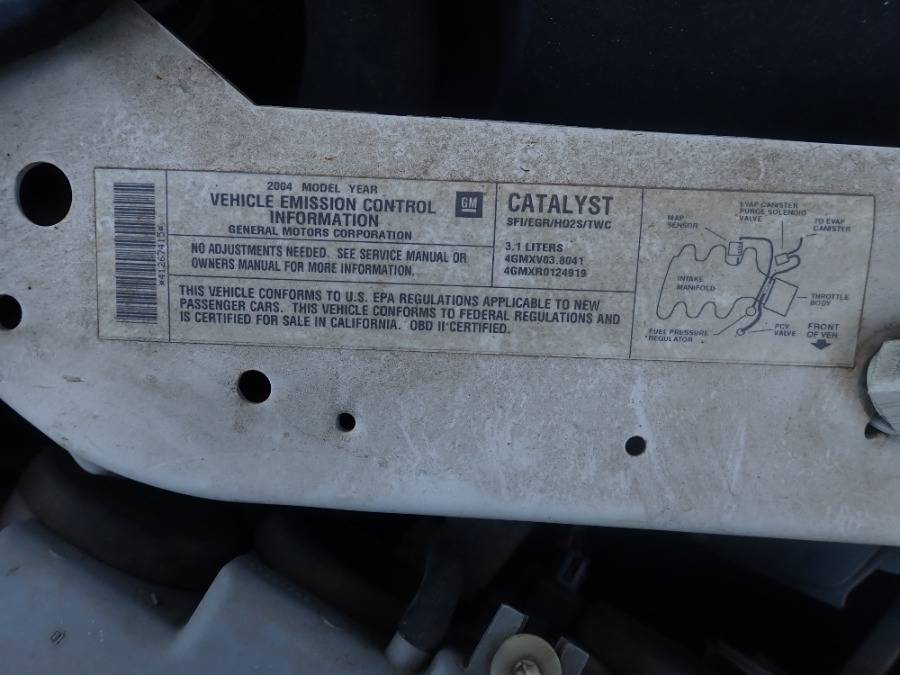 *41267415*
2004 MODEL YEAR
VEHICLE EMISSION CONTROL
INFORMATION
GENERAL MOTORS CORPORATION
GM
NO ADJUSTMENTS NEEDED. SEE SERVICE MANUAL OR
OWNERS MANUAL FOR MORE INFORMATION.
CATALYST
SFI/EGR/HO2S/TWC
3.1 LITERS
4GMXV03.8041
4GMXR0124919
THIS VEHICLE CONFORMS TO U.S. EPA REGULATIONS APPLICABLE TO NEW
PASSENGER CARS. THIS VEHICLE CONFORMS TO FEDERAL REGULATIONS AND
IS CERTIFIED FOR SALE IN CALIFORNIA. OBD II CERTIFIED.
MAP
SENSOR
EVAP CANISTER
PURGE SOLENOID
VALVE
TO EVAP
CANISTER
INTAKE
MANIFOLD
THROTTLE
BODY
FUEL PRESSURE
REGULATOR
PCV
VALVE
FRONT
OF VEH